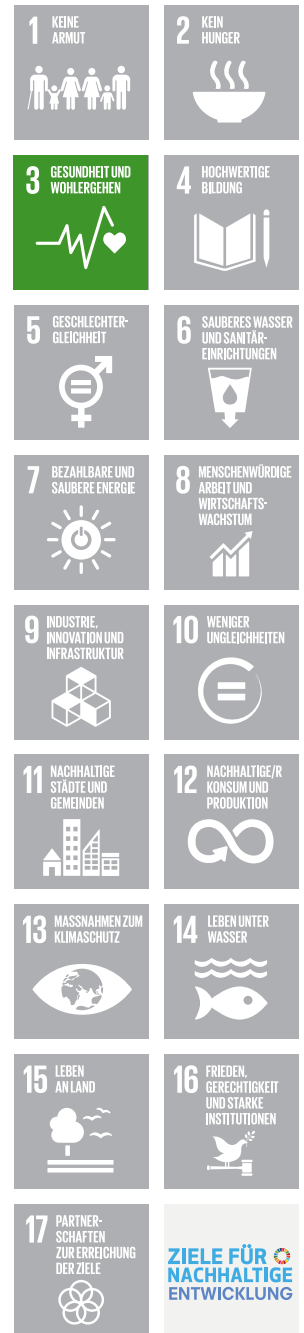 1 KEINE
ARMUT
2 KEIN
HUNGER
3 GESUNDHEIT UND
WOHLERGEHEN
4 HOCHWERTIGE
BILDUNG
5 GESCHLECHTER-
GLEICHHEIT
6 SAUBERES WASSER
UND SANITÄR-
EINRICHTUNGEN
7 BEZAHLBARE UND
SAUBERE ENERGIE
8 MENSCHENWÜRDIGE
ARBEIT UND
WIRTSCHAFTS-
WACHSTUM
9 INDUSTRIE,
INNOVATION UND
INFRASTRUKTUR
10 WENIGER
UNGLEICHHEITEN
11 NACHHALTIGE
STÄDTE UND
GEMEINDEN
12 NACHHALTIGE/R
KONSUM UND
PRODUKTION
13 MASSNAHMEN ZUM
KLIMASCHUTZ
14 LEBEN UNTER
WASSER
15 LEBEN
AN LAND
16 FRIEDEN,
GERECHTIGKEIT
UND STARKE
INSTITUTIONEN
17 PARTNER-
SCHAFTEN
ZUR ERREICHUNG
DER ZIELE
ZIELE FÜR
NACHHALTIGE
ENTWICKLUNG